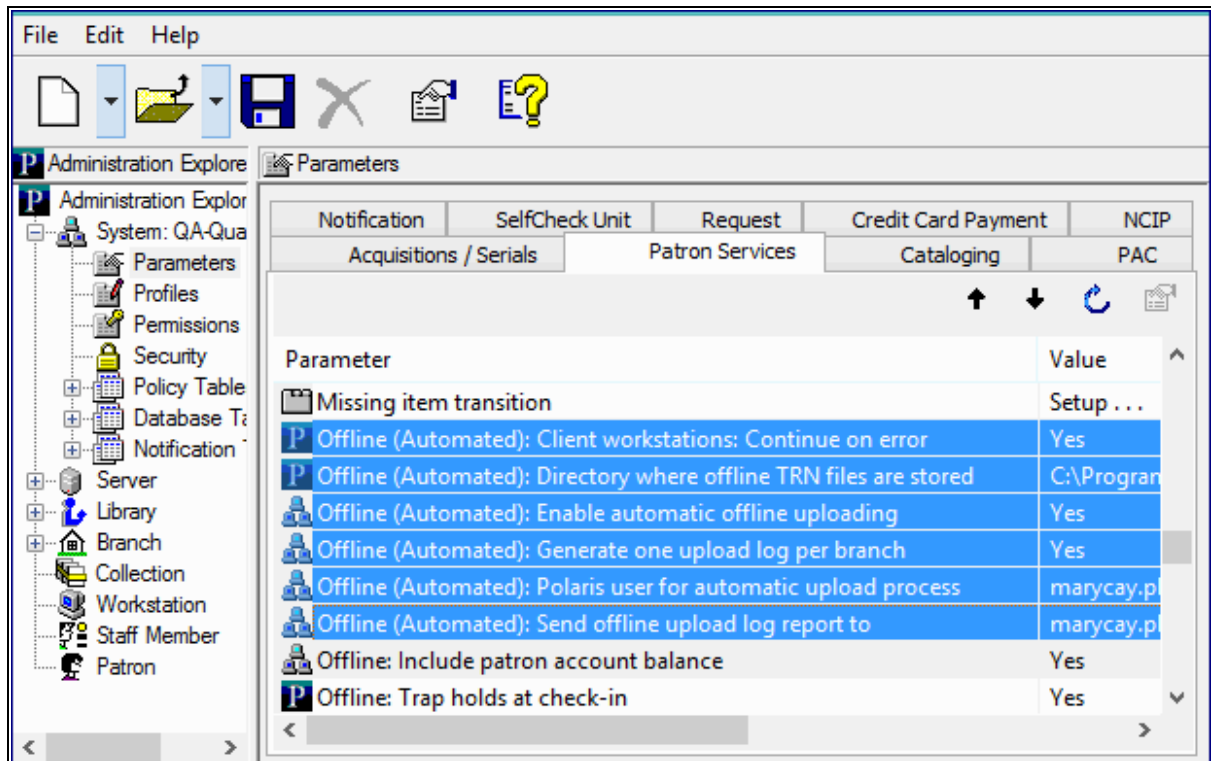 File Edit Help
P Administration Explore
Parameters
P Administration Explor
System: QA-Qua
Parameters
Profiles
Permissions
Security
Policy Table
Database Ta
Notification T
Server
Library
Branch
Collection
Workstation
Staff Member
Patron
Notification SelfCheck Unit Request Credit Card Payment NCIP
Acquisitions / Serials Patron Services Cataloging PAC
Parameter Value
Missing item transition Setup . . .
P Offline (Automated): Client workstations: Continue on error Yes
P Offline (Automated): Directory where offline TRN files are stored C:\Program
Offline (Automated): Enable automatic offline uploading Yes
Offline (Automated): Generate one upload log per branch Yes
Offline (Automated): Polaris user for automatic upload process marycay.pl
Offline (Automated): Send offline upload log report to marycay.pl
Offline: Include patron account balance Yes
P Offline: Trap holds at check-in Yes